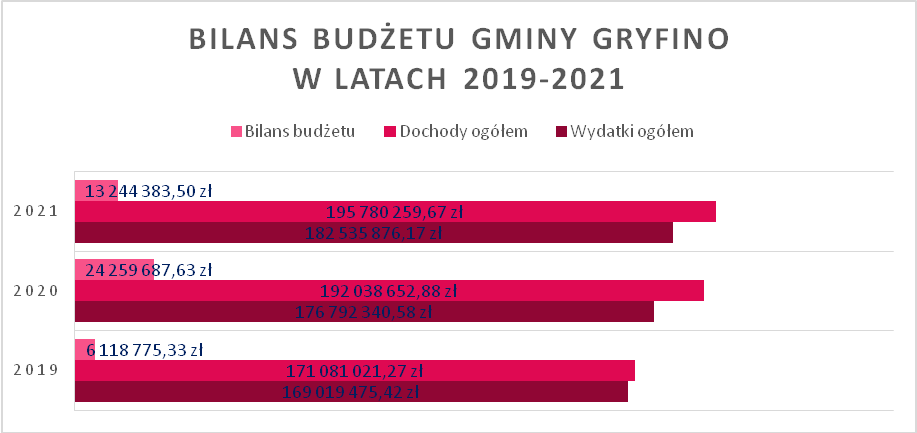 BILANS BUDŻETU GMINY GRYFINO
W LATACH 2019-2021
Bilans budżetu Dochody ogółem Wydatki ogółem
2021
13 244 383,50 zł
195 780 259,67 zł
182 535 876,17 zł
2020
24 259 687,63 zł
192 038 652,88 zł
176 792 340,58 zł
2019
6 118 775,33 zł
171 081 021,27 zł
169 019 475,42 zł